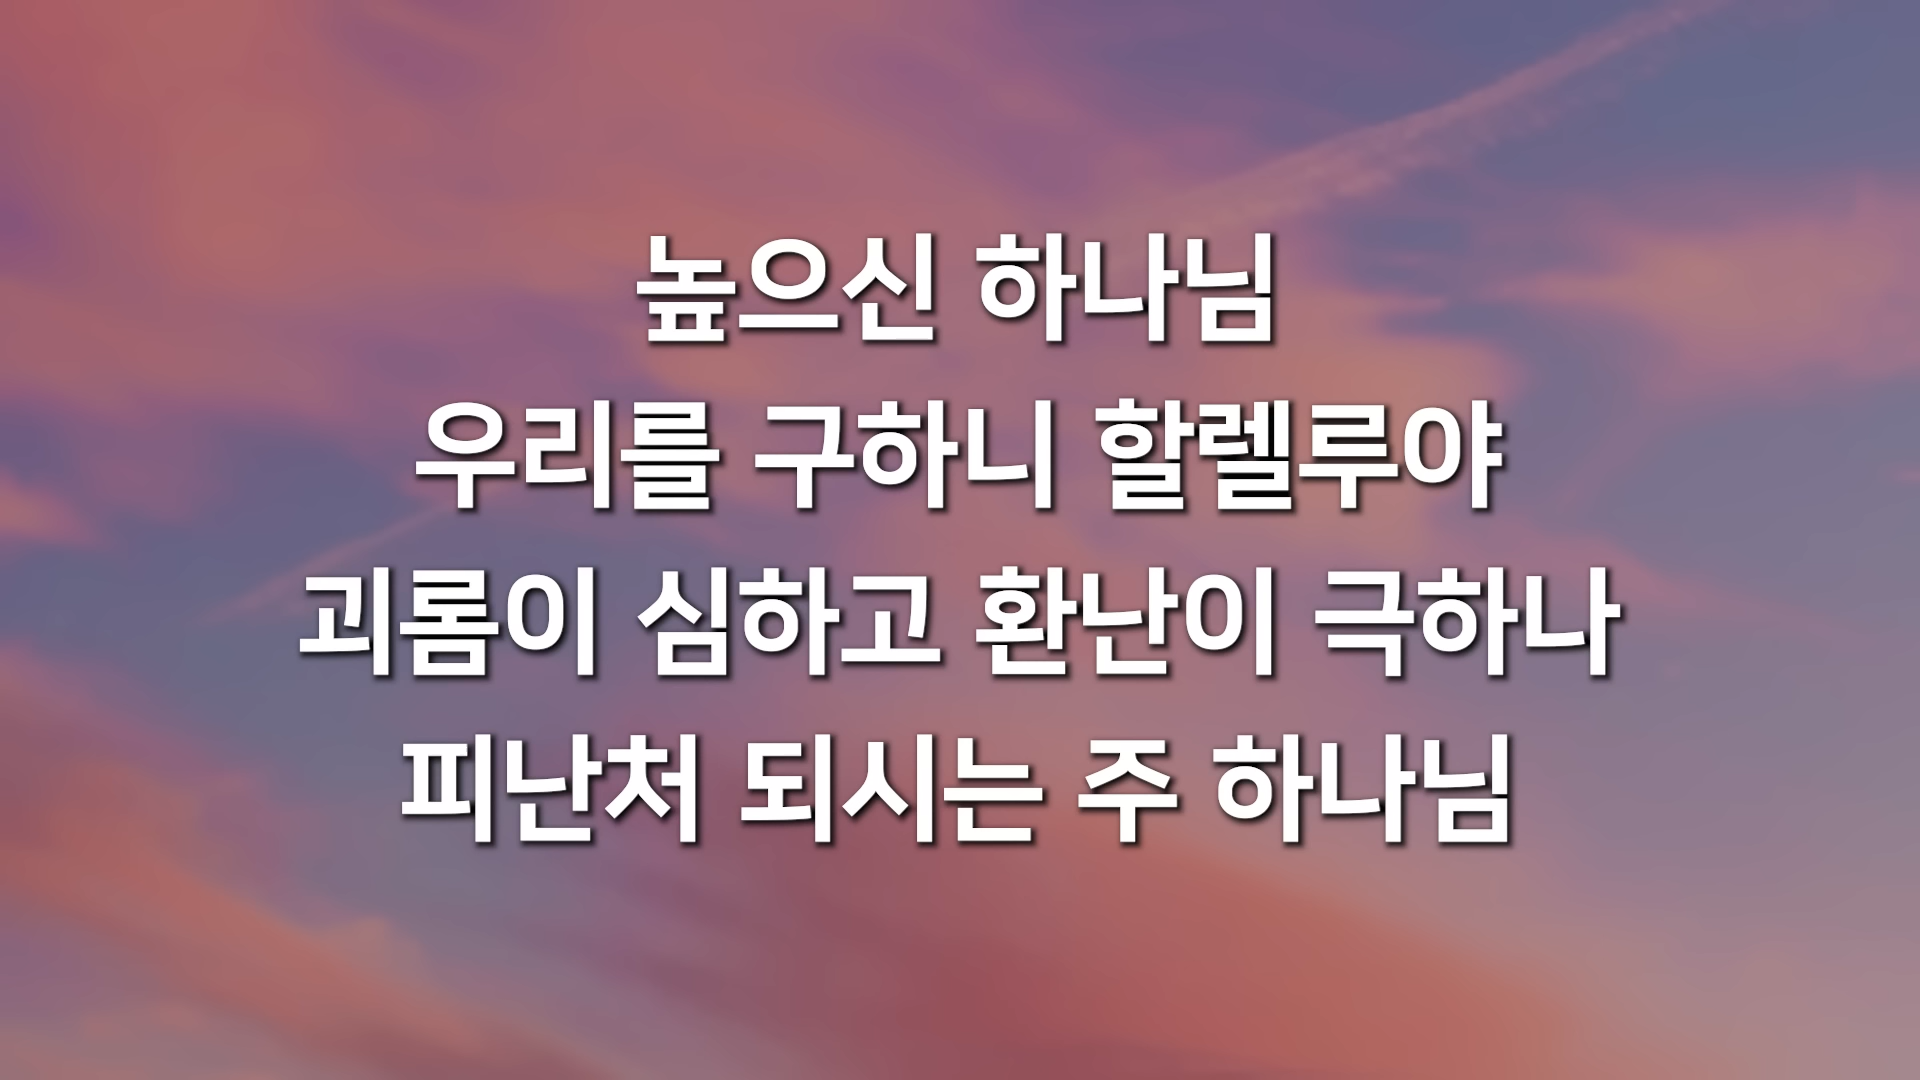 높으신 하나님
우리를 구하니 할렐루야
괴롬이 심하고 환난이 극하나
피난처 되시는 주 하나님